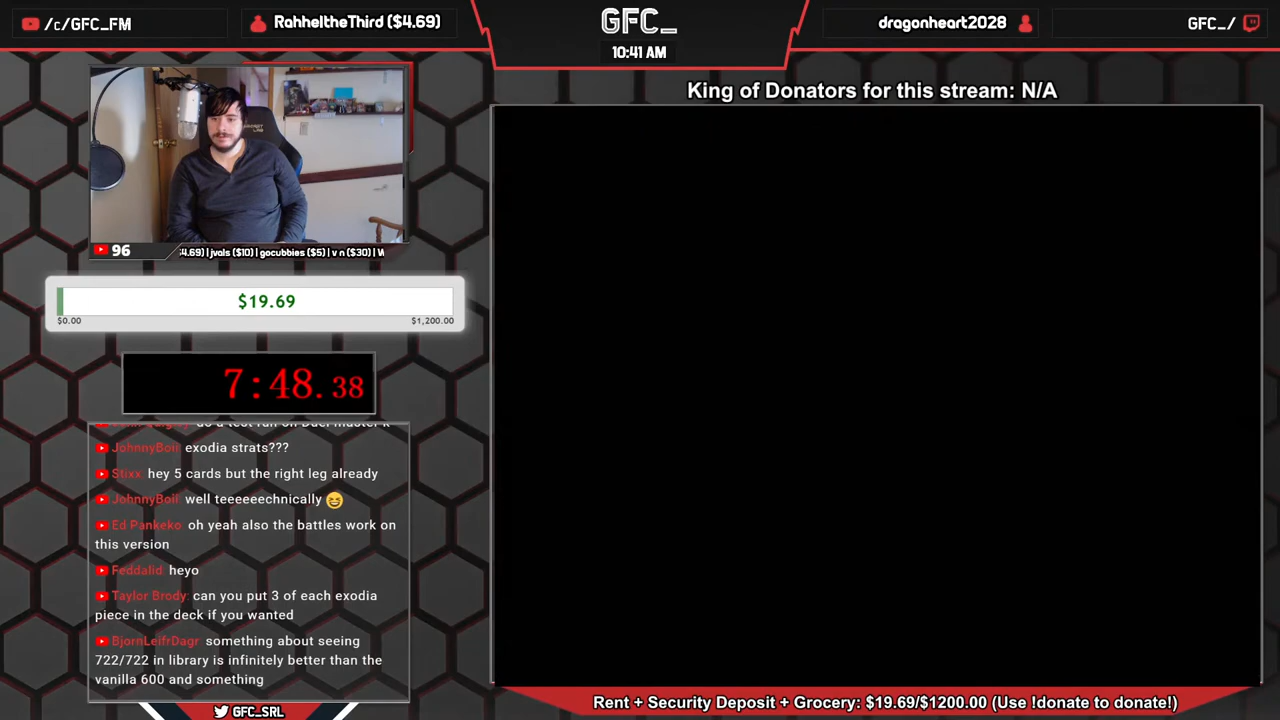 /c/GFC_FM
RahheltheThird ($4.69)
GFC_
10:41 AM
dragonheart2028
GFC_/
King of Donators for this stream: N/A
96
4.69) | jvals ($10) | gocubbies ($5) | v n ($30) |
$19.69
$0.00
$1,200.00
7:48.38
JohnnyBoii exodia strats???
Stixx hey 5 cards but the right leg already
JohnnyBoii well teeeeeechnically 😆
Ed Pankeko oh yeah also the battles work on
this version
Feddalid heyo
Taylor Brody: can you put 3 of each exodia
piece in the deck if you wanted
BjornLeifrDagr something about seeing
722/722 in library is infinitely better than the
vanilla 600 and something
GFC_SRL
Rent + Security Deposit + Grocery: $19.69/$1200.00 (Use !donate to donate!)